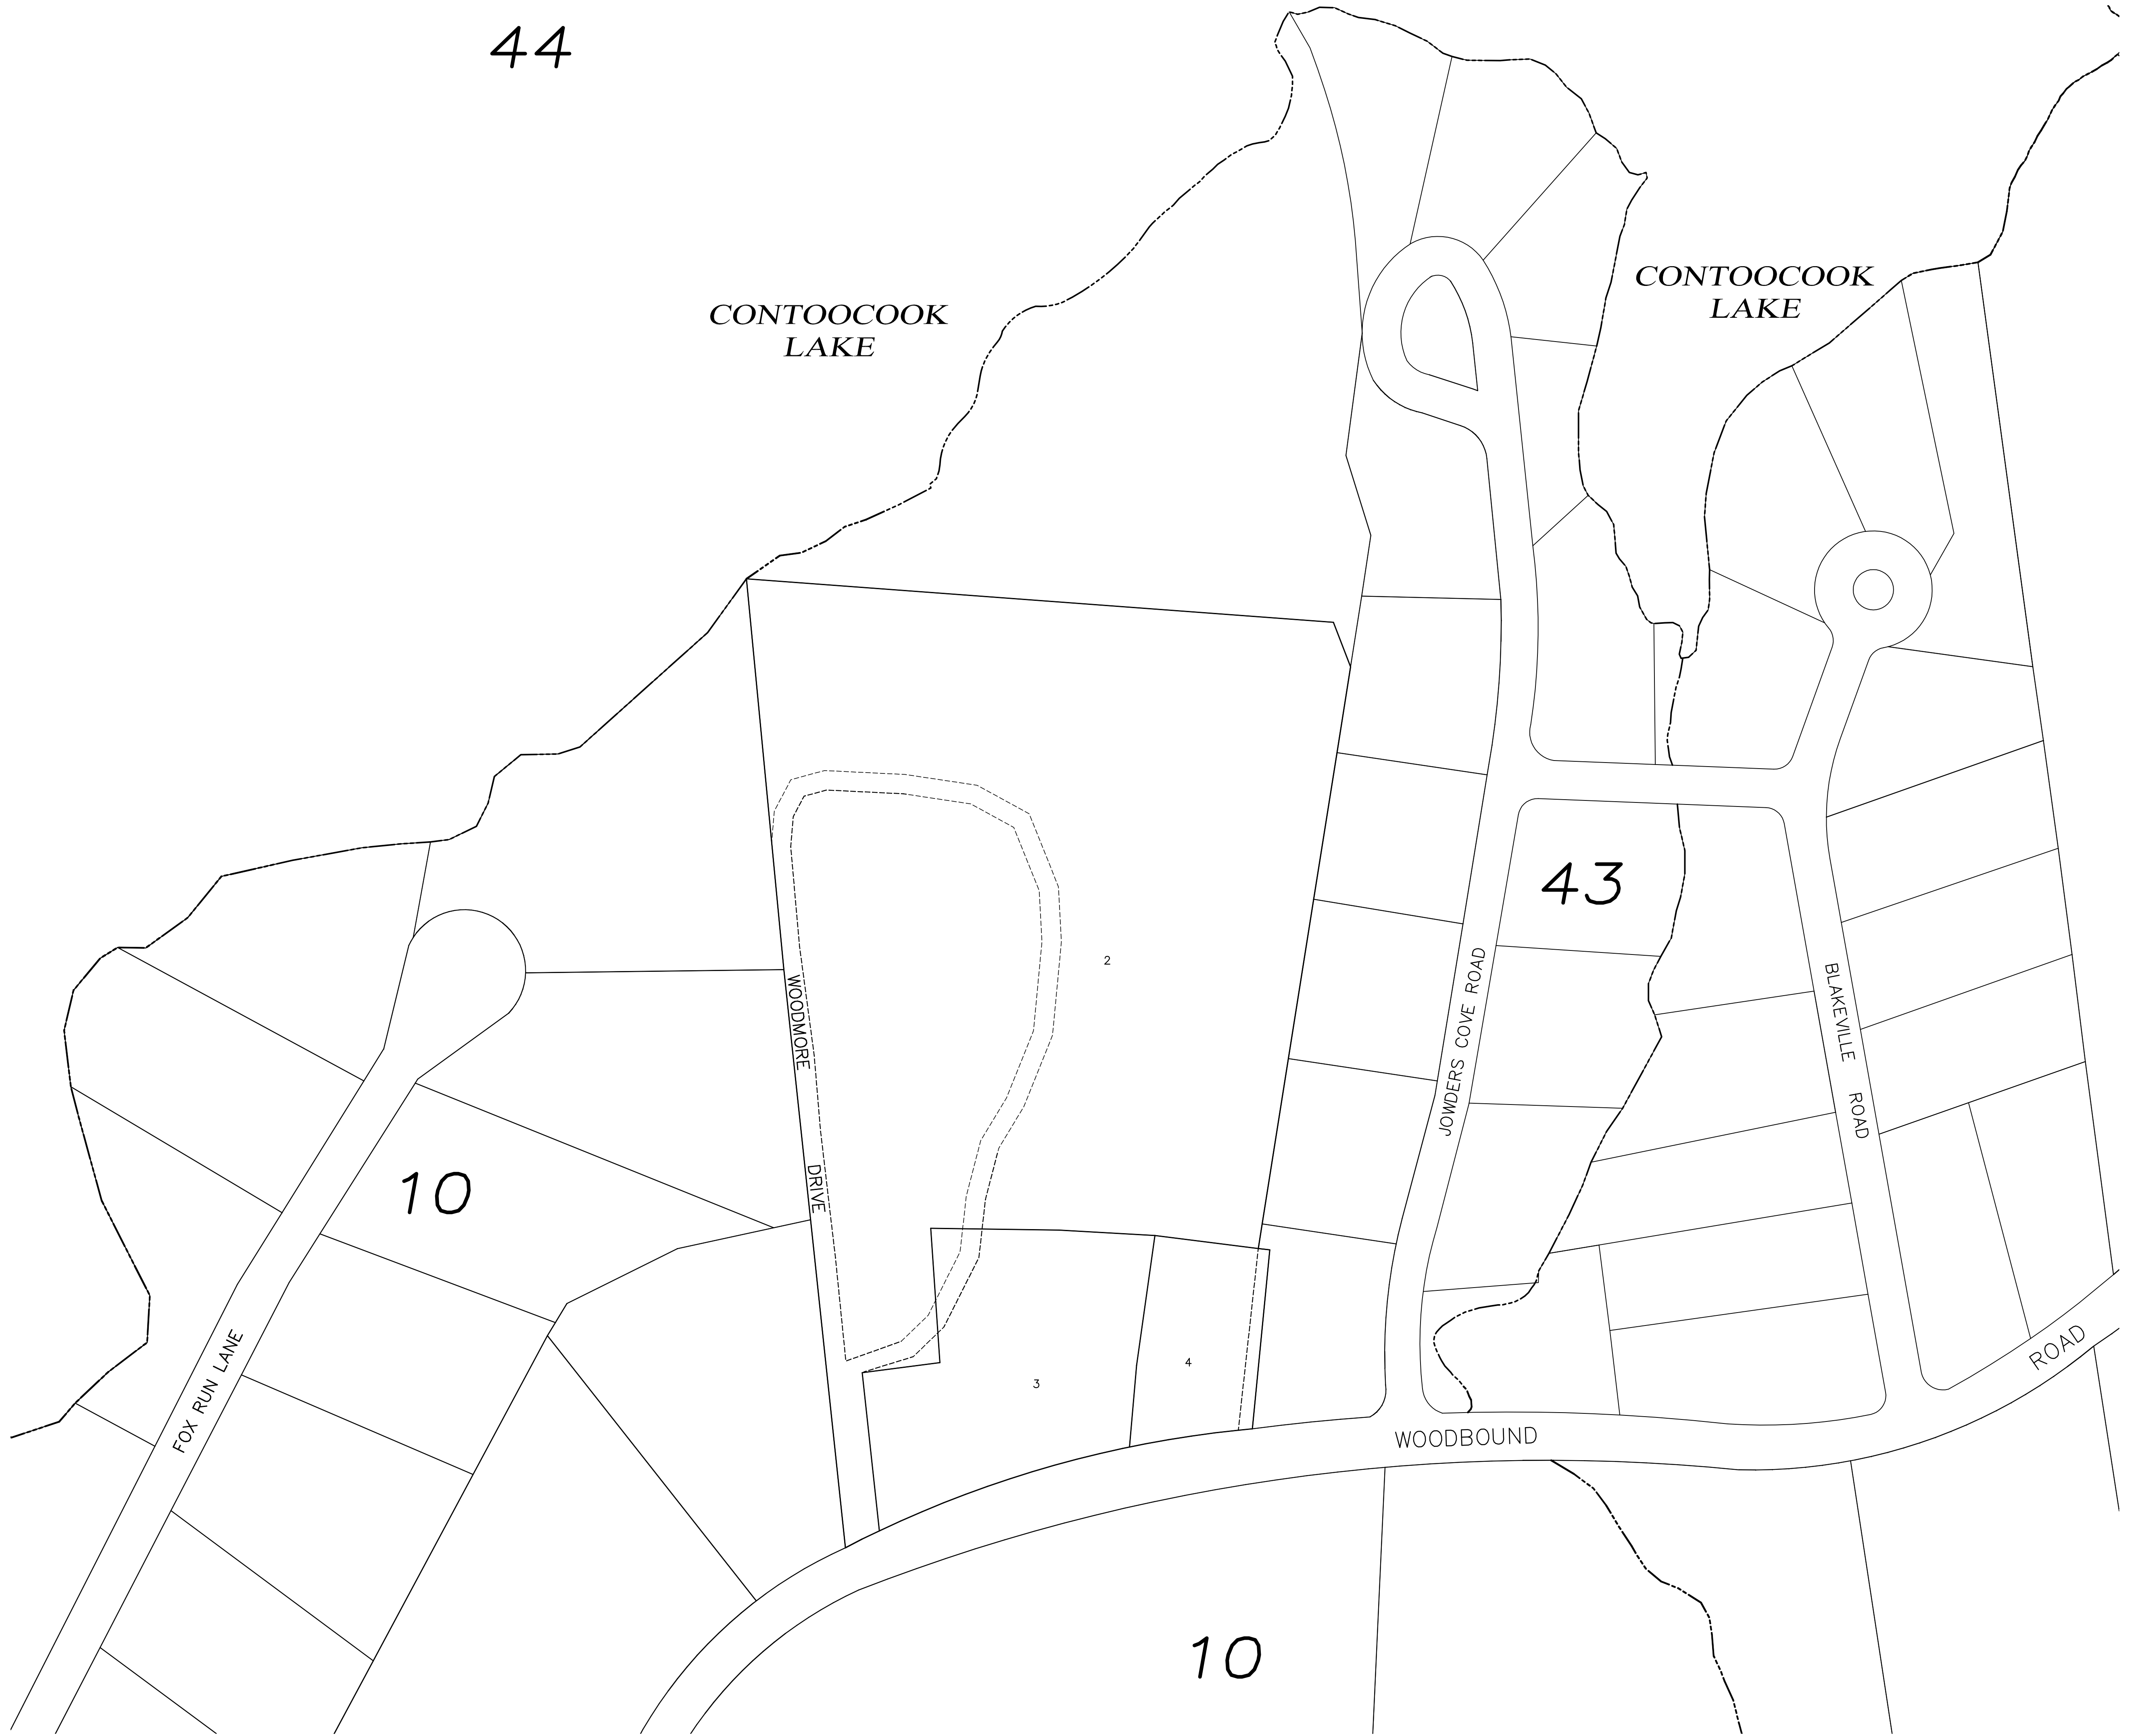 44
CONTOOCOOK
LAKE
CONTOOCOOK
LAKE
43
2
WOODMORE
DRIVE
JOWDERS COVE ROAD
BLAKEVILLE ROAD
10
FOX RUN LANE
3
4
WOODBOUND
ROAD
10